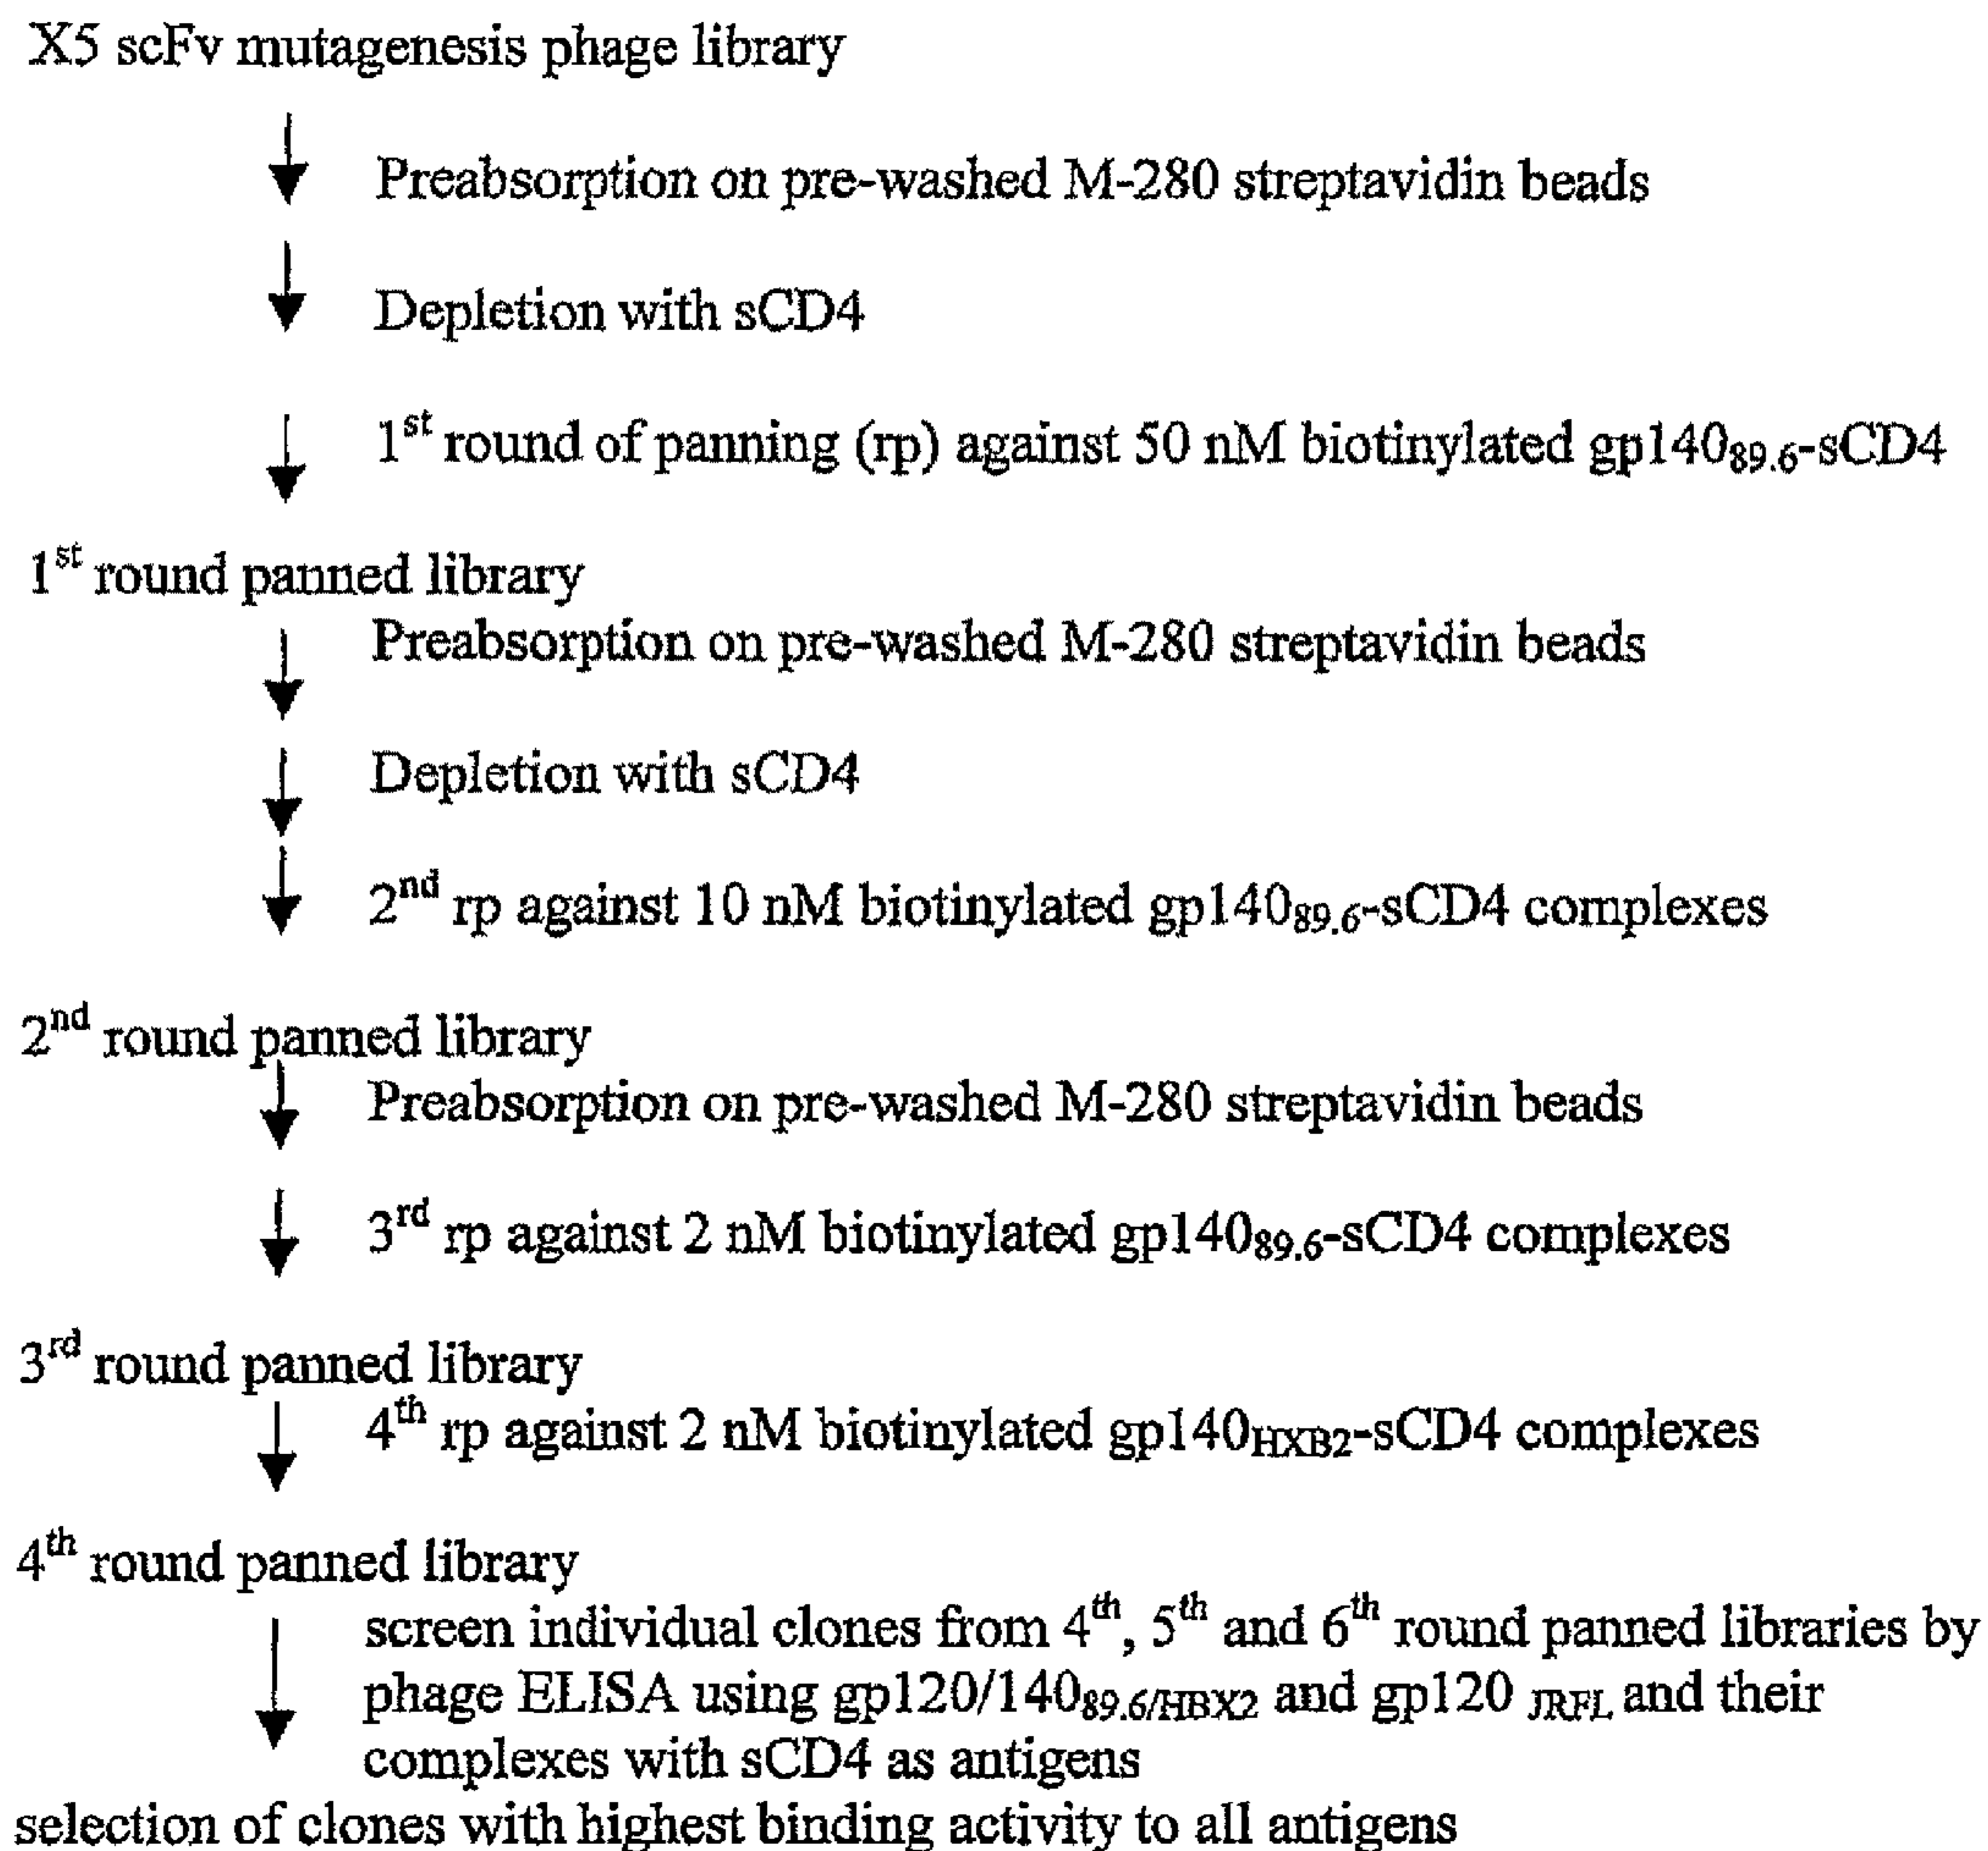 X5 scFv mutagenesis phage library
Preabsorption on pre-washed M-280 streptavidin beads
Depletion with sCD4
1st round of panning (rp) against 50 nM biotinylated gp14089.6-sCD4
1st round panned library
Preabsorption on pre-washed M-280 streptavidin beads
Depletion with sCD4
2nd rp against 10 nM biotinylated gp14089.6-sCD4 complexes
2nd round panned library
Preabsorption on pre-washed M-280 streptavidin beads
3rd rp against 2 nM biotinylated gp14089.6-sCD4 complexes
3rd round panned library
4th rp against 2 nM biotinylated gp140HXB2-sCD4 complexes
4th round panned library
screen individual clones from 4th, 5th and 6th round panned libraries by
phage ELISA using gp120/14089.6/HBX2 and gp120 JRFL and their
complexes with sCD4 as antigens
selection of clones with highest binding activity to all antigens